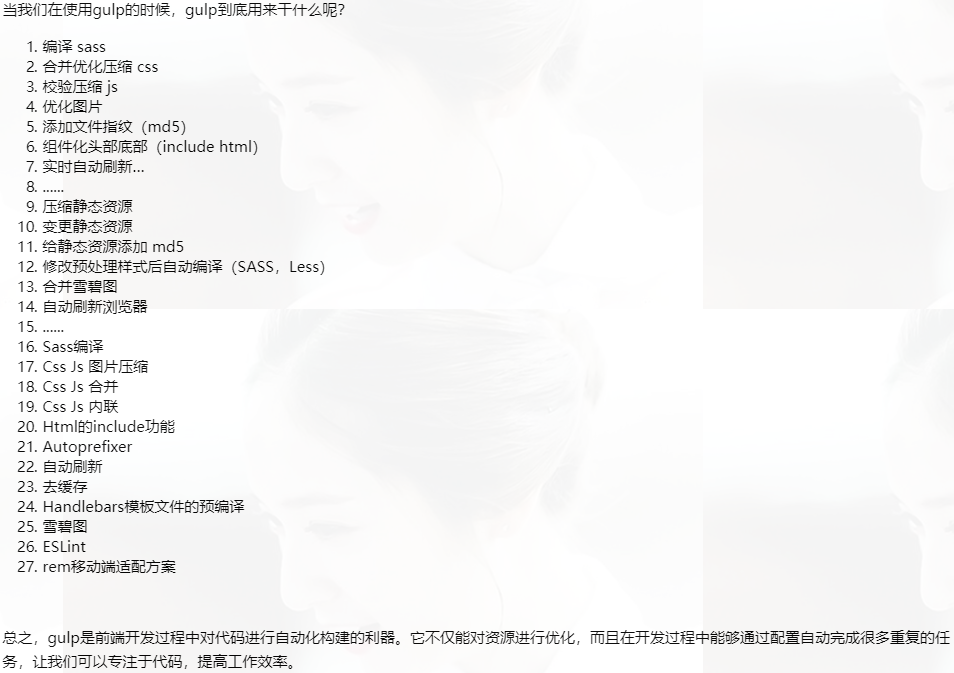 当我们在使用gulp的时候，gulp到底用来干什么呢？
1. 编译 sass
2. 合并优化压缩 css
3. 校验压缩 js
4. 优化图片
5. 添加文件指纹（md5）
6. 组件化头部底部（include html）
7. 实时自动刷新...
8. ......
9. 压缩静态资源
10. 变更静态资源
11. 给静态资源添加 md5
12. 修改预处理样式后自动编译（SASS，Less）
13. 合并雪碧图
14. 自动刷新浏览器
15. ......
16. Sass编译
17. Css Js 图片压缩
18. Css Js 合并
19. Css Js 内联
20. Html的include功能
21. Autoprefixer
22. 自动刷新
23. 去缓存
24. Handlebars模板文件的预编译
25. 雪碧图
26. ESLint
27. rem移动端适配方案
总之，gulp是前端开发过程中对代码进行自动化构建的利器。它不仅能对资源进行优化，而且在开发过程中能够通过配置自动完成很多重复的任
务，让我们可以专注于代码，提高工作效率。